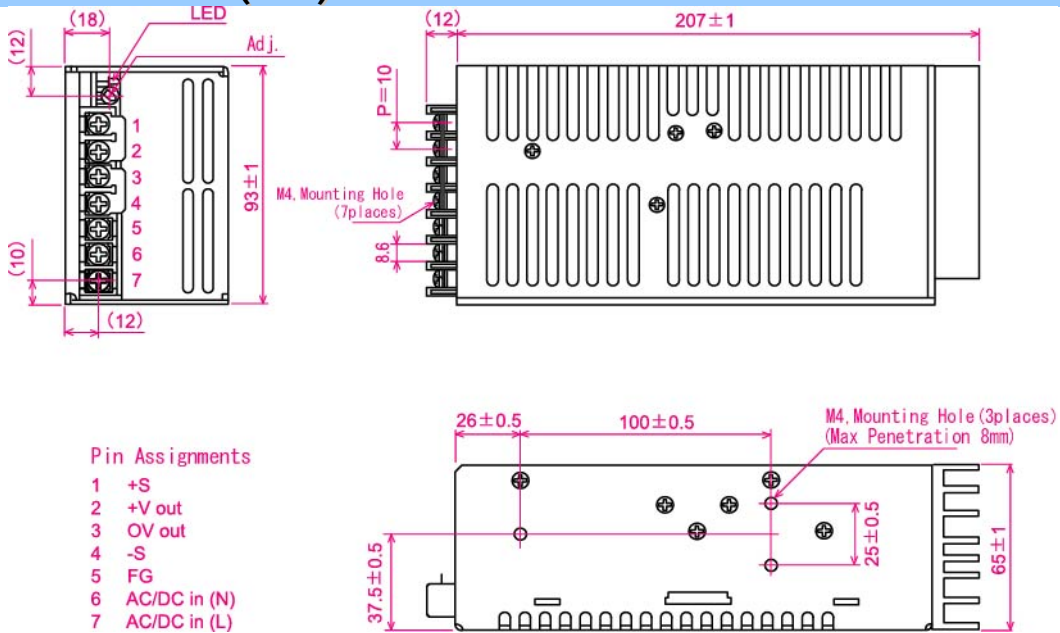 (18)
LED
(12)
Adj.
1
2
3
4
5
6
7
93±1
(10)
(12)
(12)
207±1
P=10
M4, Mounting Hole
(7places)
8.6
26±0.5
100±0.5
M4, Mounting Hole (3places)
(Max Penetration 8mm)
37.5±0.5
25±0.5
65±1
Pin Assignments
1 +S
2 +V out
3 OV out
4 -S
5 FG
6 AC/DC in (N)
7 AC/DC in (L)